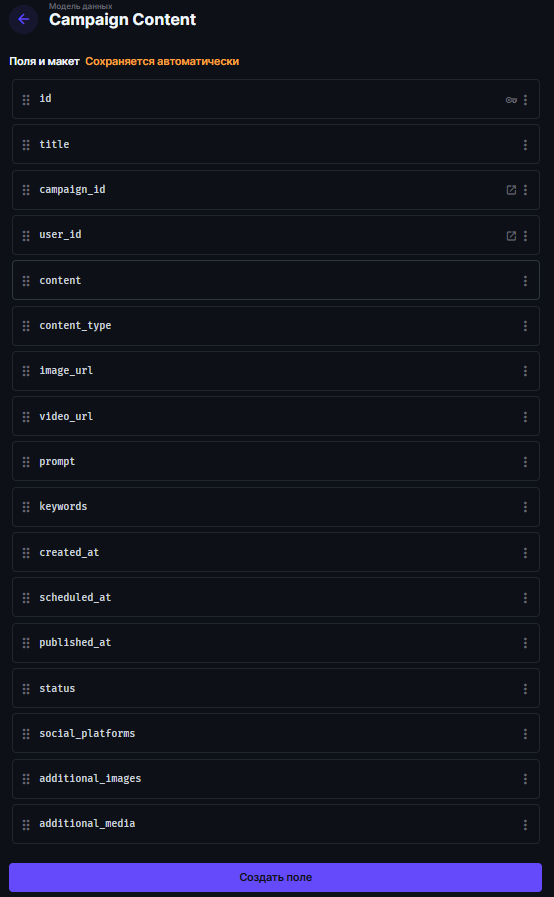 Модель данных
Campaign Content
Поля и макет Сохраняется автоматически
id
title
campaign_id
user_id
content
content_type
image_url
video_url
prompt
keywords
created_at
scheduled_at
published_at
status
social_platforms
additional_images
additional_media
Создать поле